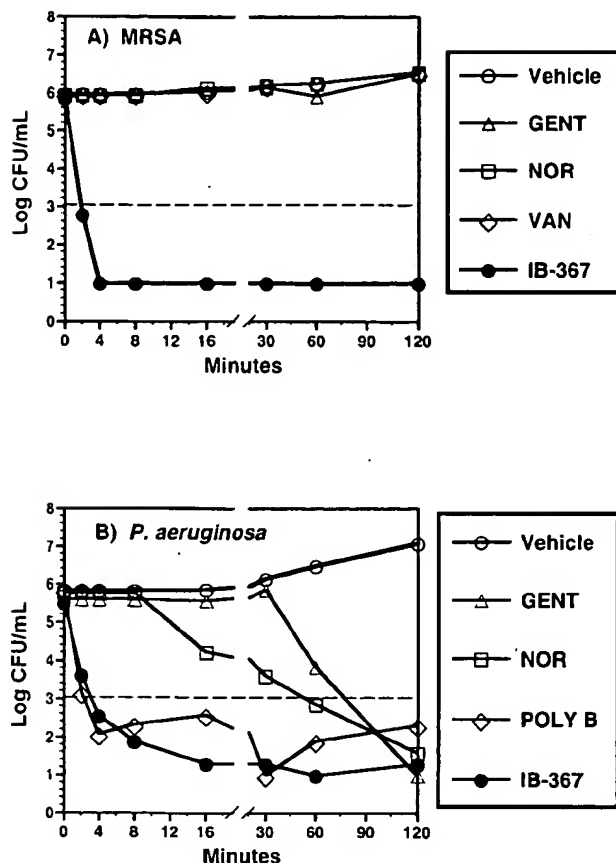 A) MRSA
Log CFU/mL
8
7
6
5
4
3
2
1
0
0 4 8 12 16 30 60 90 120
Minutes
Vehicle
GENT
NOR
VAN
IB-367
B) P. aeruginosa
Log CFU/mL
8
7
6
5
4
3
2
1
0
0 4 8 12 16 30 60 90 120
Minutes
Vehicle
GENT
NOR
POLY B
IB-367